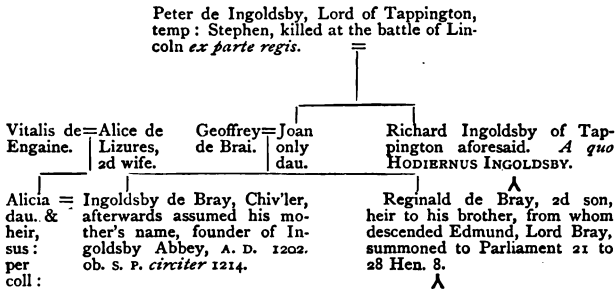 Peter de Ingoldsby, Lord of Tappington,
temp: Stephen, killed at the battle of Lin-
coln ex parte regis.
=
Vitalis de=Alice de
Engaine. Lizures,
2d wife.
Geoffrey=Joan
de Brai. only
dau.
Richard Ingoldsby of Tap-
pington aforesaid. A quo
HODIERNUS INGOLDSBY.
Alicia =
dau. &
heir,
sus:
per
coll:
Ingoldsby de Bray, Chiv'ler,
afterwards assumed his mo-
ther's name, founder of In-
goldsby Abbey, A. D. 1202.
ob. S. P. circiter 1214.
Reginald de Bray, 2d son,
heir to his brother, from whom
descended Edmund, Lord Bray,
summoned to Parliament 21 to
28 Hen. 8.